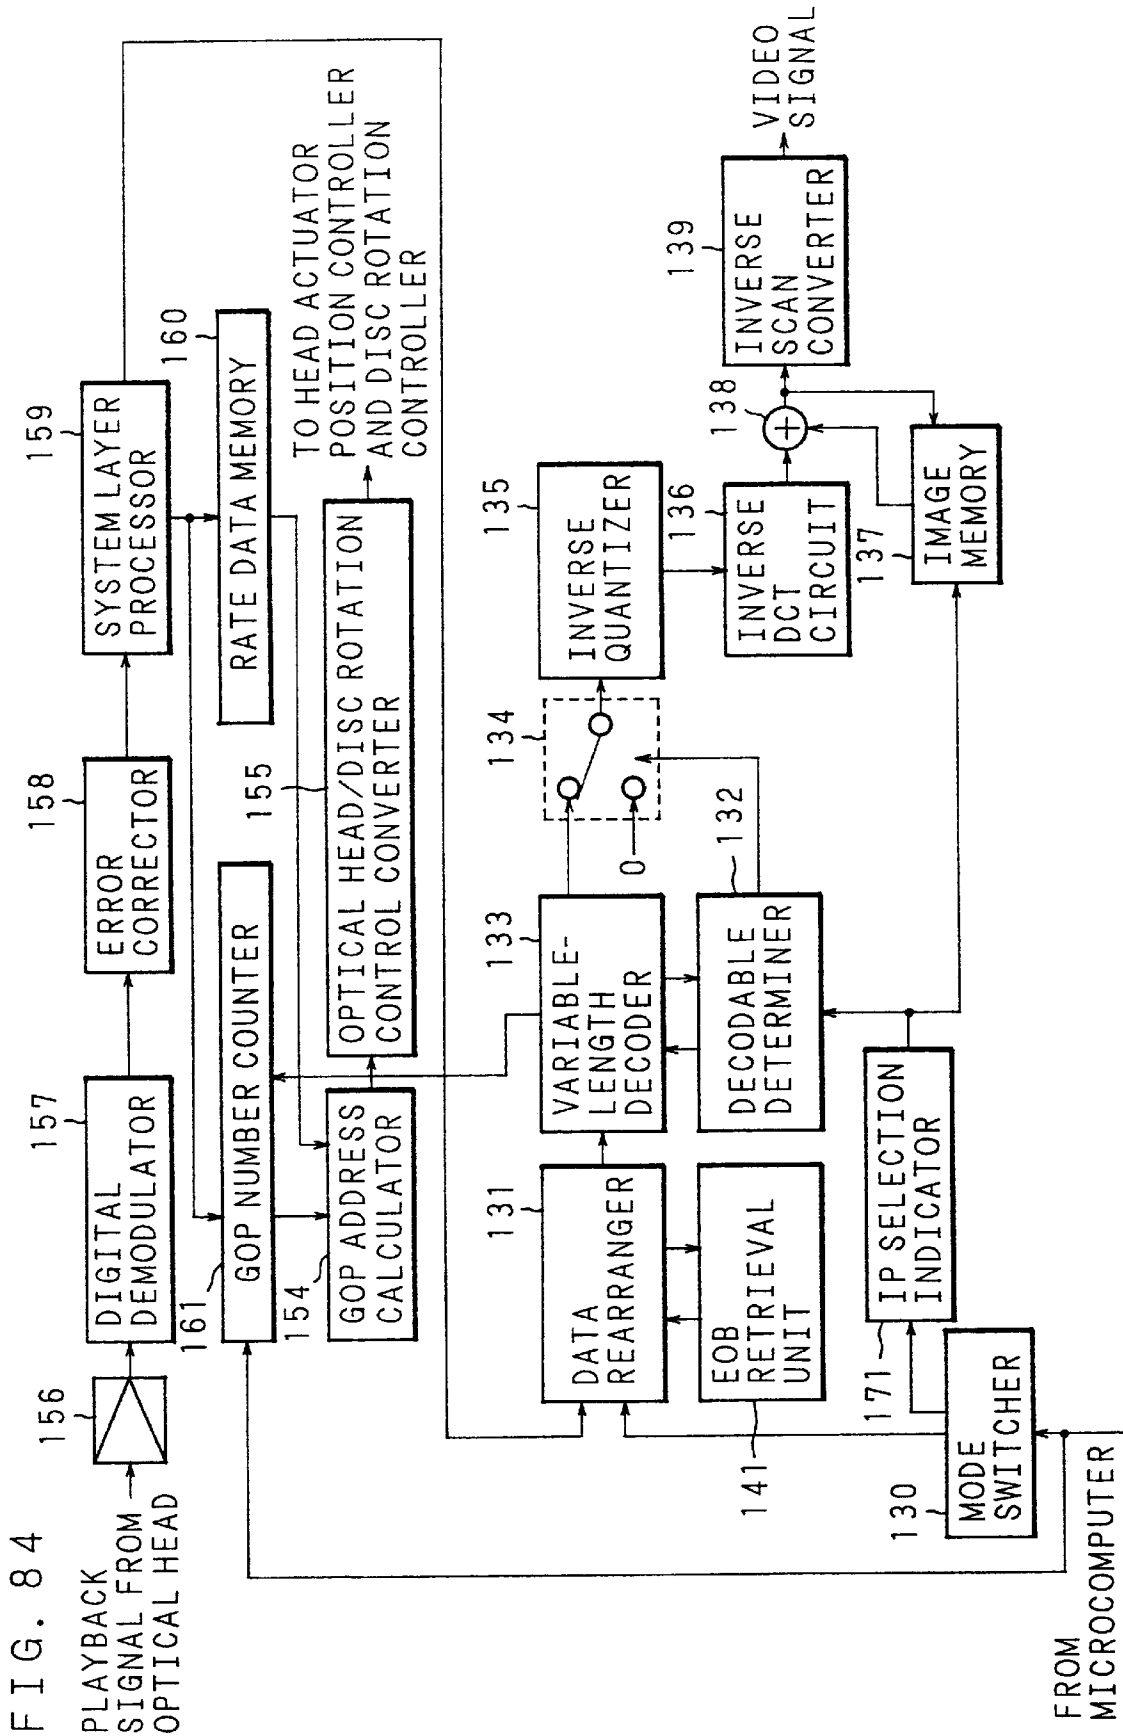 FIG. 84
PLAYBACK
SIGNAL FROM
OPTICAL HEAD
156
157
DIGITAL
DEMODULATOR
158
ERROR
CORRECTOR
159
SYSTEM LAYER
PROCESSOR
161
GOP NUMBER COUNTER
160
RATE DATA MEMORY
154
GOP ADDRESS
CALCULATOR
155
OPTICAL HEAD/DISC ROTATION
CONTROL CONVERTER
TO HEAD ACTUATOR
POSITION CONTROLLER
AND DISC ROTATION
CONTROLLER
131
DATA
REARRANGER
133
VARIABLE-
LENGTH
DECODER
134
0
135
INVERSE
QUANTIZER
141
EOB
RETRIEVAL
UNIT
132
DECODABLE
DETERMINER
136
INVERSE
DCT
CIRCUIT
138
139
INVERSE
SCAN
CONVERTER
VIDEO
SIGNAL
137
IMAGE
MEMORY
171
IP SELECTION
INDICATOR
130
MODE
SWITCHER
FROM
MICROCOMPUTER